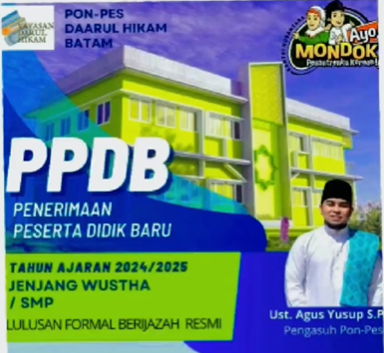 YAYASAN
DAARUL
HIKAM
PON-PES
DAARUL HIKAM
BATAM
Ayo
MONDOK
PPDB
PENERIMAAN
PESERTA DIDIK BARU
TAHUN AJARAN 2024/2025
JENJANG WUSTHA
/ SMP
LULUSAN FORMAL BERIJAZAH RESMI
Ust. Agus Yusup S.P
Pengasuh Pon-Pes